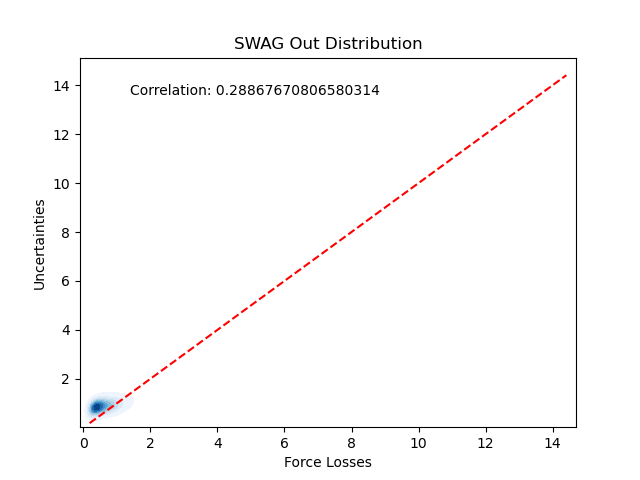 SWAG Out Distribution
Correlation: 0.28867670806580314
Uncertainties
14
12
10
8
6
4
2
0 2 4 6 8 10 12 14
Force Losses